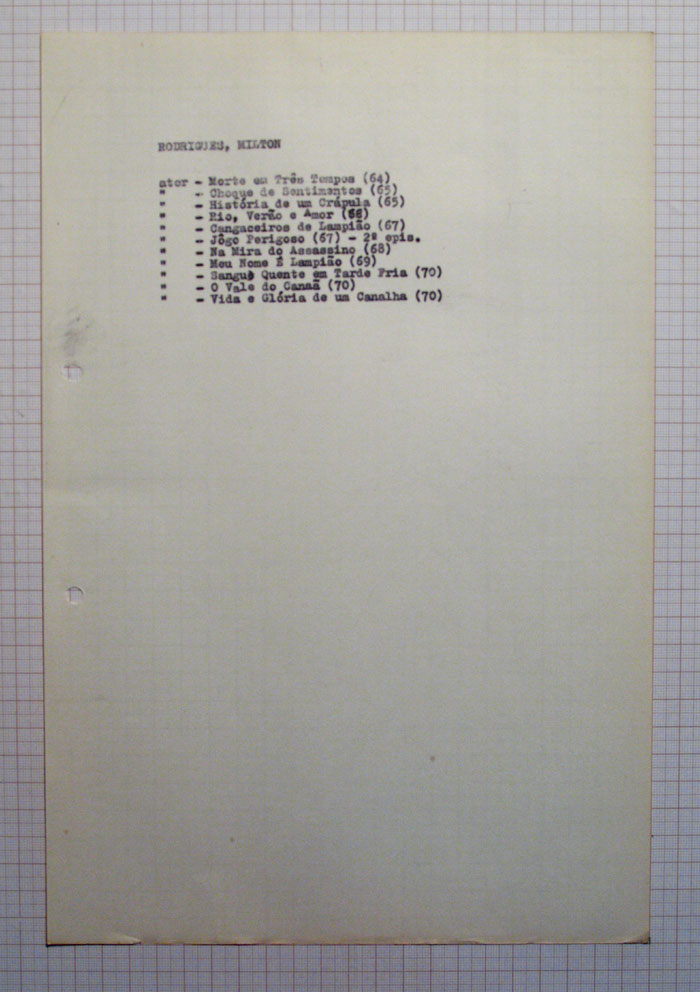 RODRIGUES, MILTON
ator - Morte em Três Tempos (64)
" - Choque de Sentimentos (65)
" - História de um Crápula (65)
" - Rio, Verão e Amor (66)
" - Cangaceiros de Lampião (67)
" - Jôgo Perigoso (67) - 2º epis.
" - Na Mira do Assassino (68)
" - Meu Nome É Lampião (69)
" - Sangue Quente em Tarde Fria (70)
" - O Vale do Canaã (70)
" - Vida e Glória de um Canalha (70)